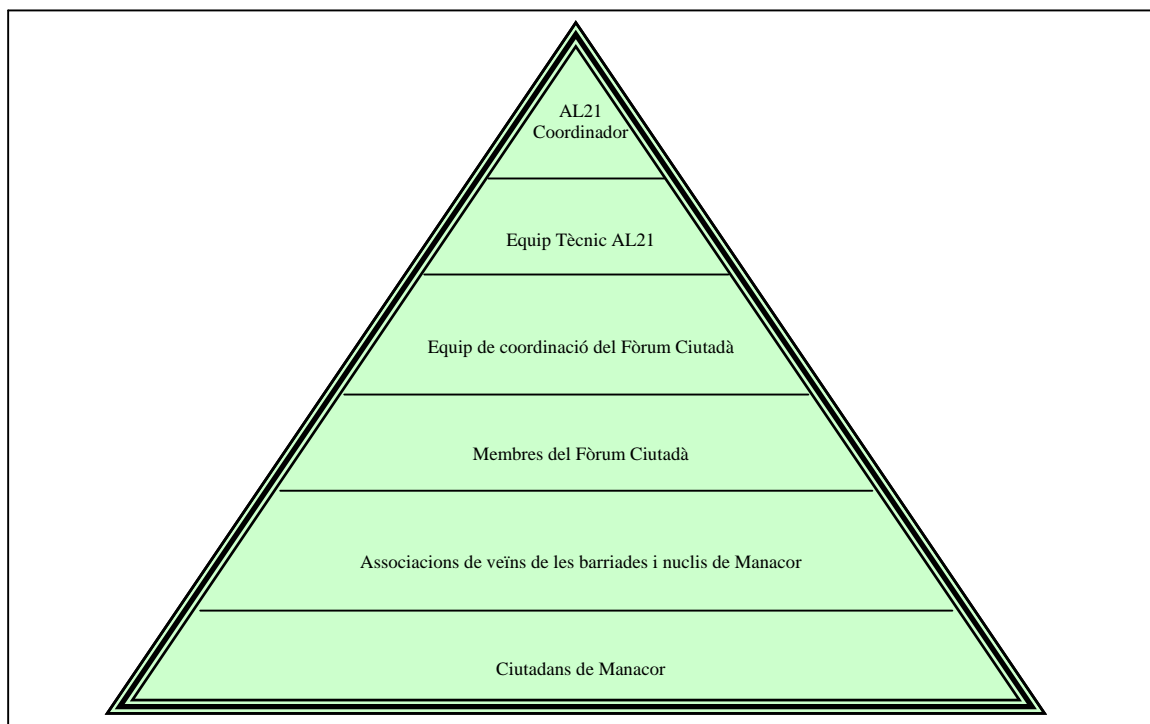 AL21
Coordinador
Equip Tècnic AL21
Equip de coordinació del Fòrum Ciutadà
Membres del Fòrum Ciutadà
Associacions de veïns de les barriades i nuclis de Manacor
Ciutadans de Manacor